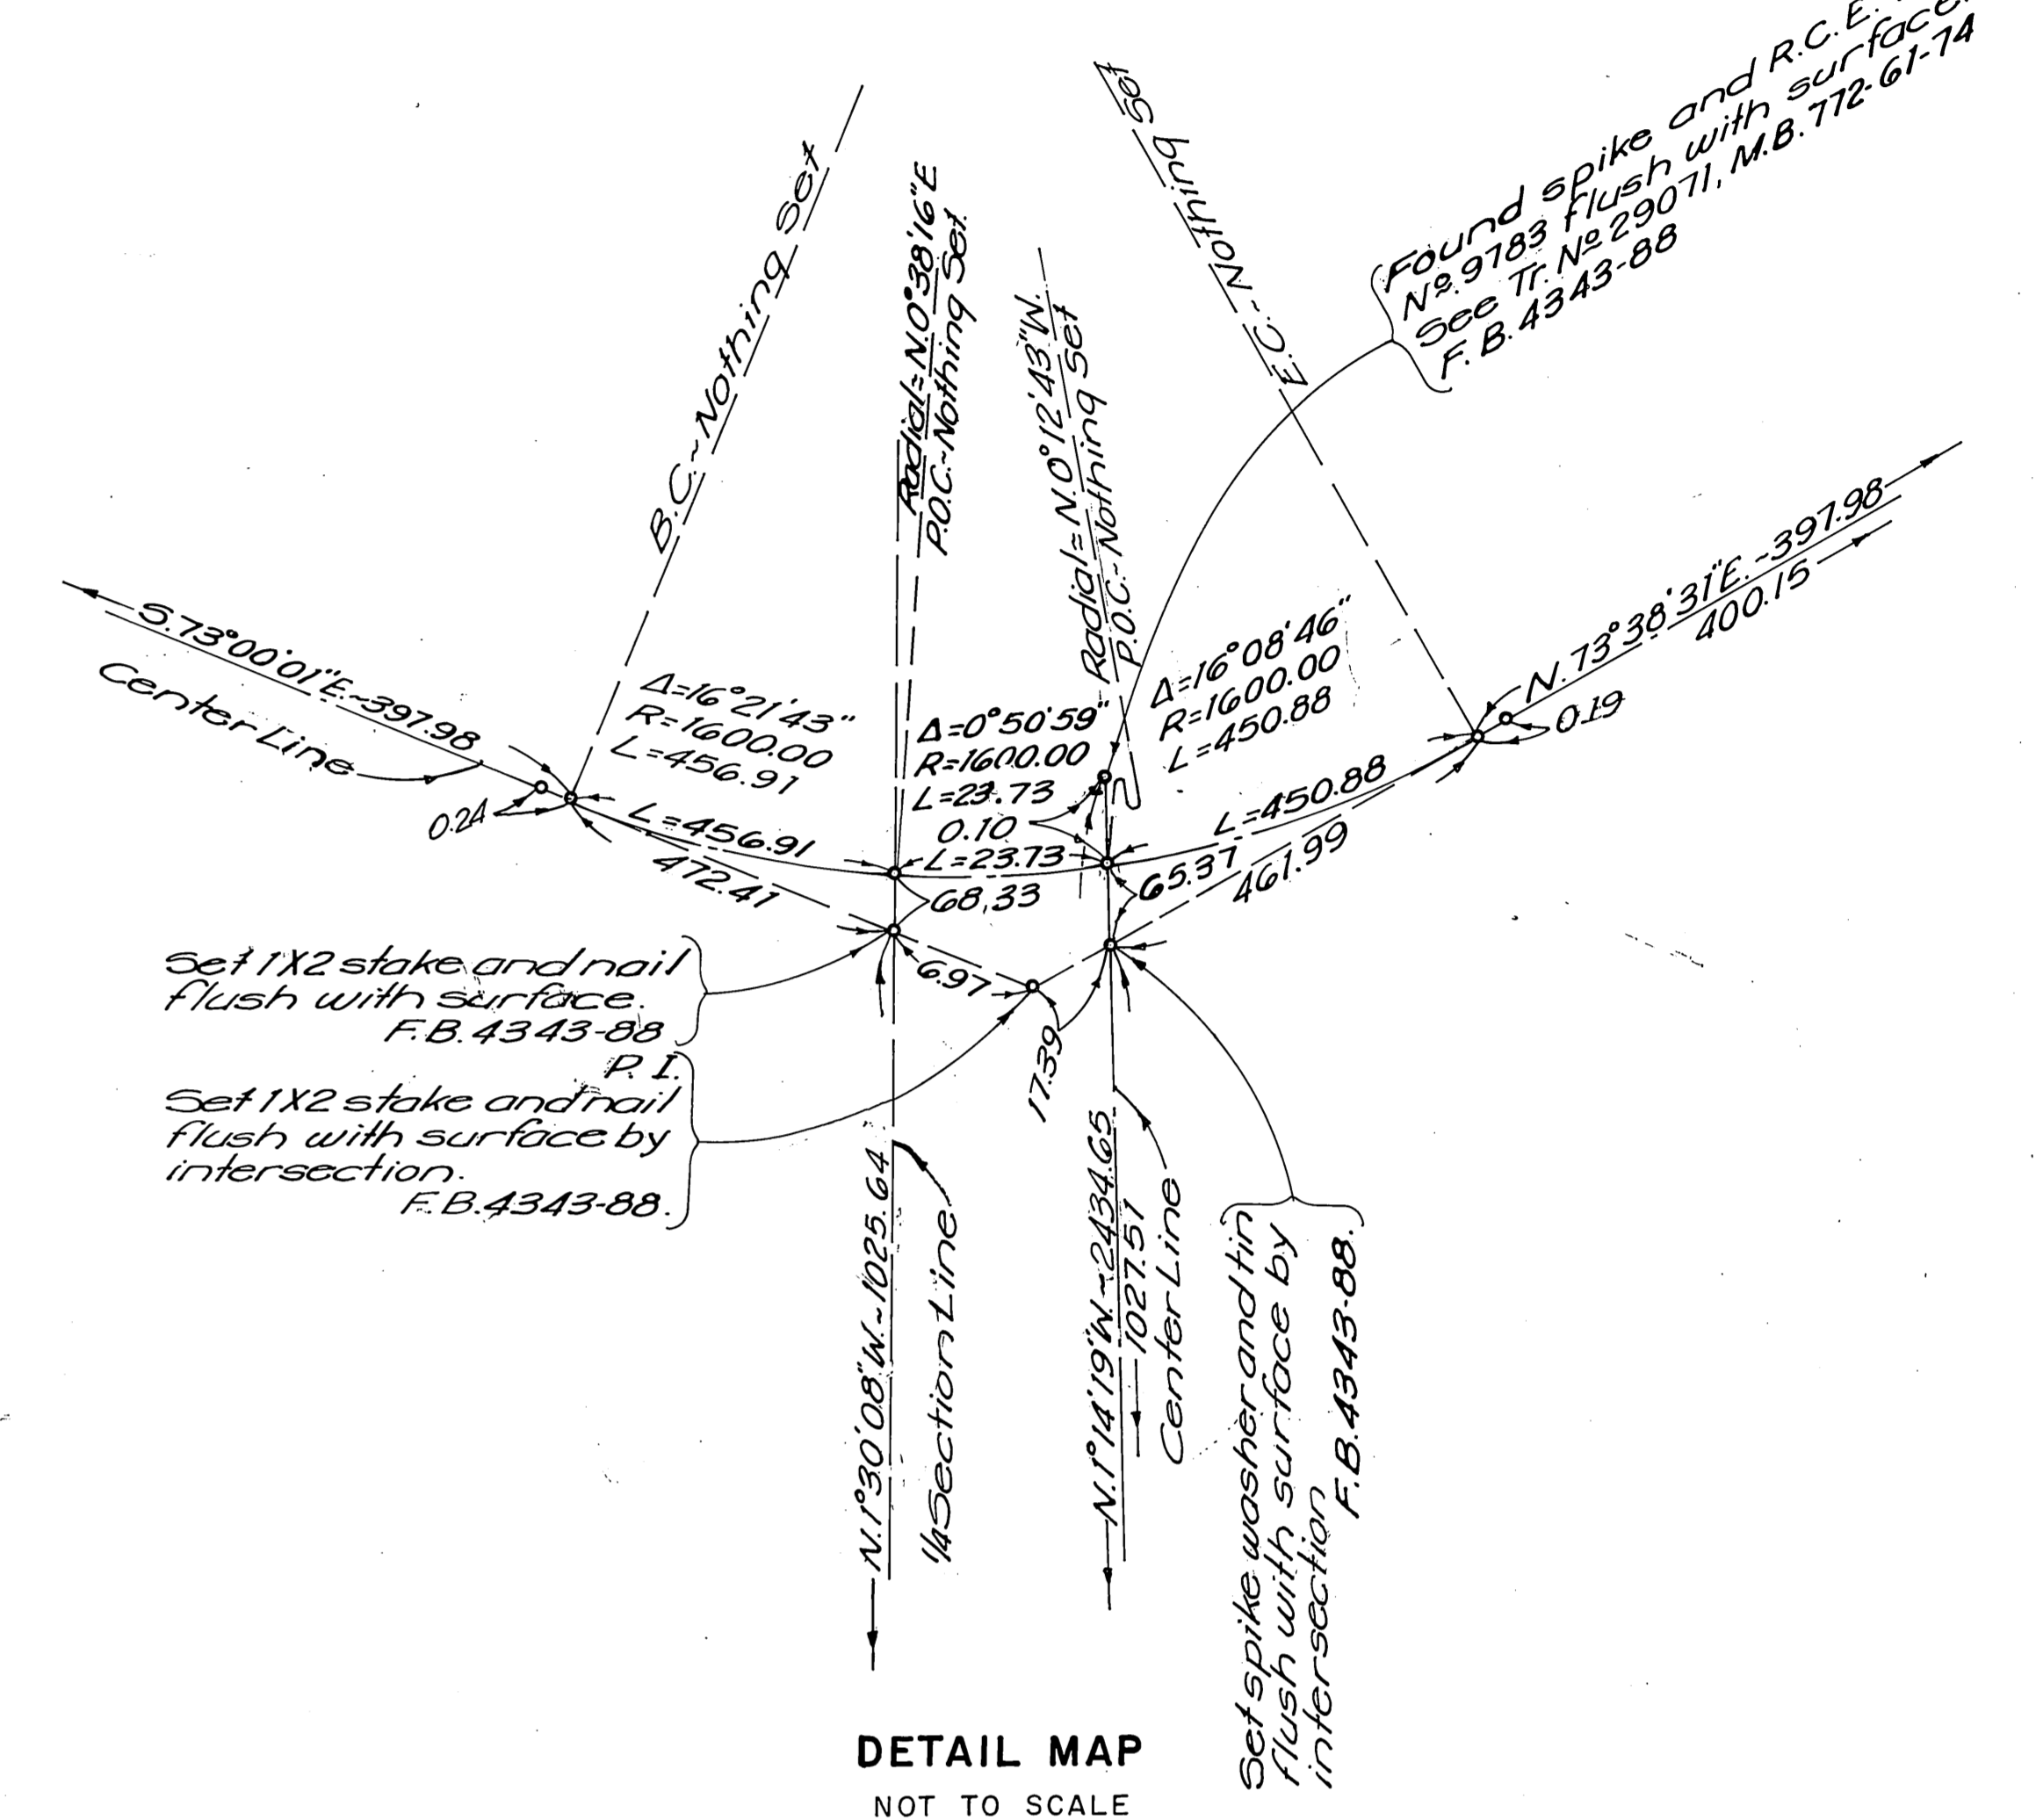 B.C.~Nothing Set
Radial=N.0°38'16"E
P.O.C.~Nothing Set.
Radial=N.0°12'43"W.
P.O.C.~Nothing Set
E.C.~Nothing Set
Found spike and R.C.E.
Nº.9783 flush with surface.
See Tr. Nº 29071, M.B. 772-61-74
F.B. 4343-88
S.73°00'01"E.~397.98
Center Line
0.24
Δ=16°21'43"
R=1600.00
L=456.91
Δ=0°50'59"
R=1600.00
L=23.73
0.10
Δ=16°08'46"
R=1600.00
L=450.88
N.73°38'31"E.~397.98
400.15
0.19
L=456.91
472.41
L=23.73
68.33
L=450.88
65.37
461.99
Set 1X2 stake and nail
flush with surface.
F.B.4343-88
6.97
17.39
P.I.
Set 1X2 stake and nail
flush with surface by
intersection.
F.B.4343-88.
N.1°30'08"W.~1025.64
1/4 Section Line
N.1°14'19"W.~2434.65
1027.51
Center Line
Set spike washer and tin
flush with surface by
intersection
F.B.4343-88.
DETAIL MAP
NOT TO SCALE